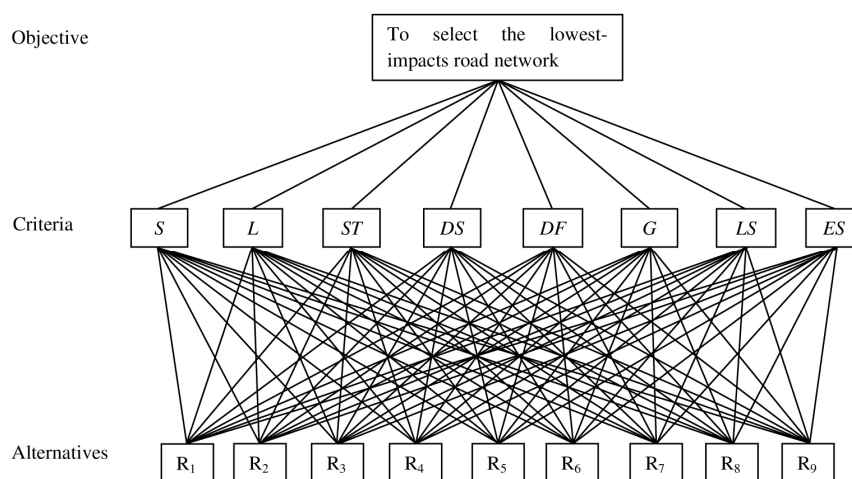 Objective
To select the lowest-
impacts road network
Criteria
S L ST DS DF G LS ES
Alternatives
R₁ R₂ R₃ R₄ R₅ R₆ R₇ R₈ R₉